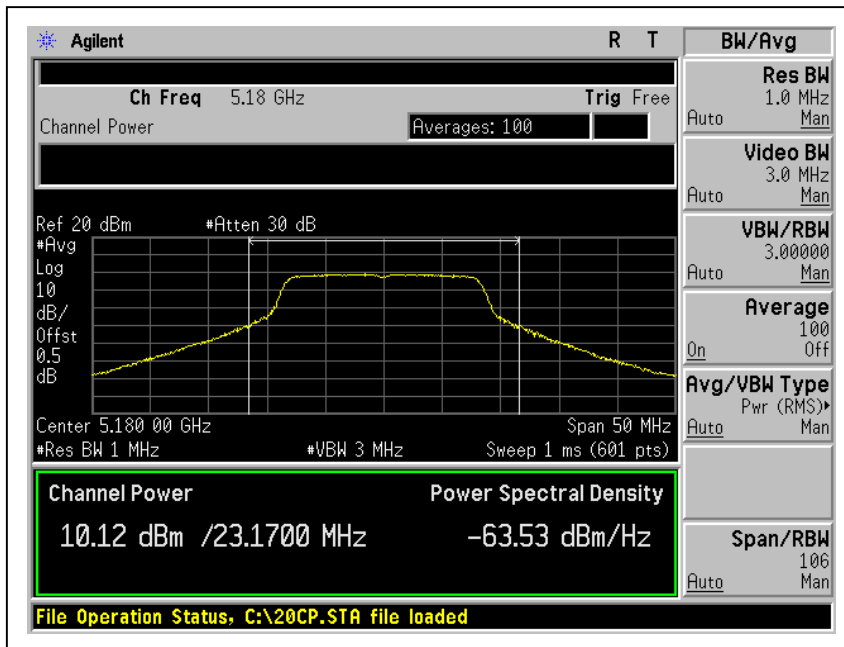 Agilent R T
Ch Freq 5.18 GHz Trig Free
Channel Power Averages: 100
Ref 20 dBm #Atten 30 dB
#Avg
Log
10
dB/
Offst
0.5
dB
Center 5.180 00 GHz Span 50 MHz
#Res BW 1 MHz #VBW 3 MHz Sweep 1 ms (601 pts)
Channel Power Power Spectral Density
10.12 dBm /23.1700 MHz -63.53 dBm/Hz
File Operation Status, C:\20CP.STA file loaded
BW/Avg
Res BW
1.0 MHz
Auto Man
Video BW
3.0 MHz
Auto Man
VBW/RBW
3.00000
Auto Man
Average
100
On Off
Avg/VBW Type
Pwr (RMS)▸
Auto Man
Span/RBW
106
Auto Man